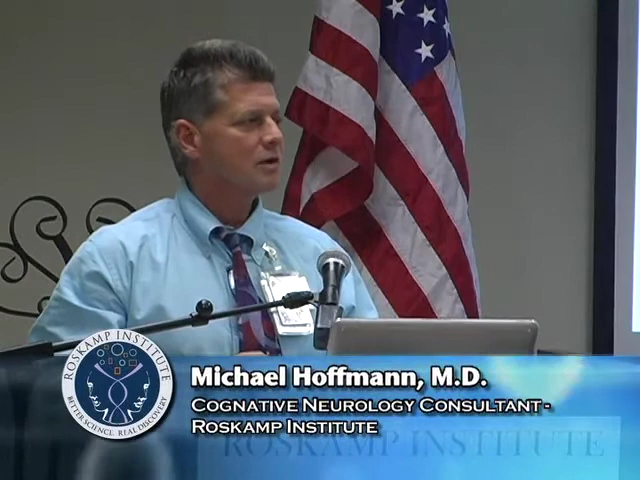 Michael Hoffmann, M.D.
Cognative Neurology Consultant -
Roskamp Institute
ROSKAMP INSTITUTE
BETTER SCIENCE, REAL DISCOVERY
ROSKAMP INSTITUTE